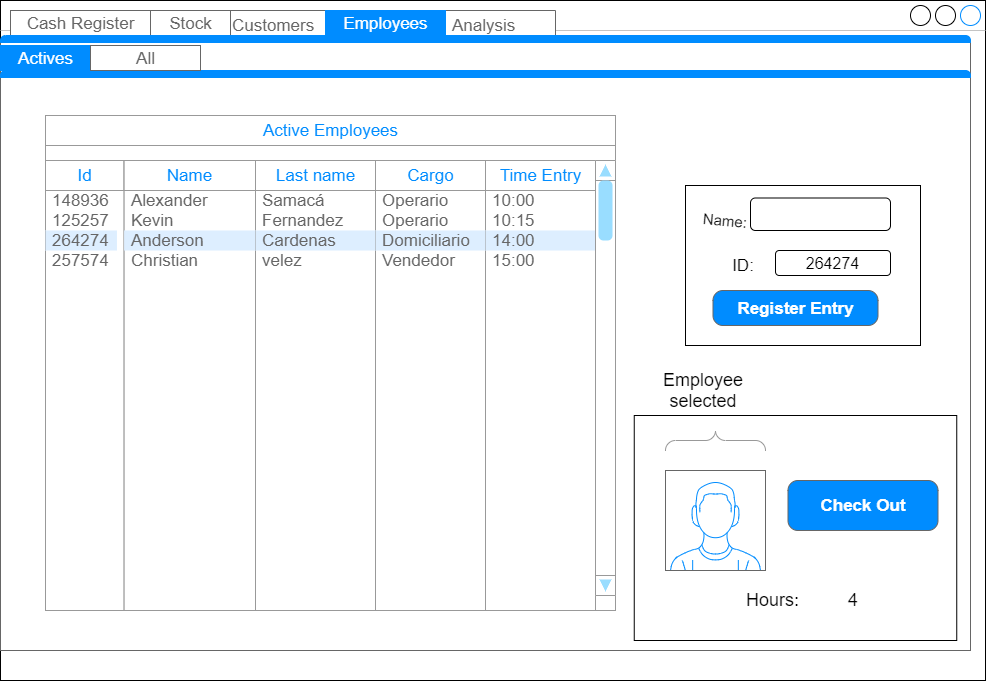 Cash Register Stock Customers Employees Analysis
Actives All
Active Employees
Id Name Last name Cargo Time Entry
148936 Alexander Samacá Operario 10:00
125257 Kevin Fernandez Operario 10:15
264274 Anderson Cardenas Domiciliario 14:00
257574 Christian velez Vendedor 15:00
Name:
ID: 264274
Register Entry
Employee
selected
Check Out
Hours: 4